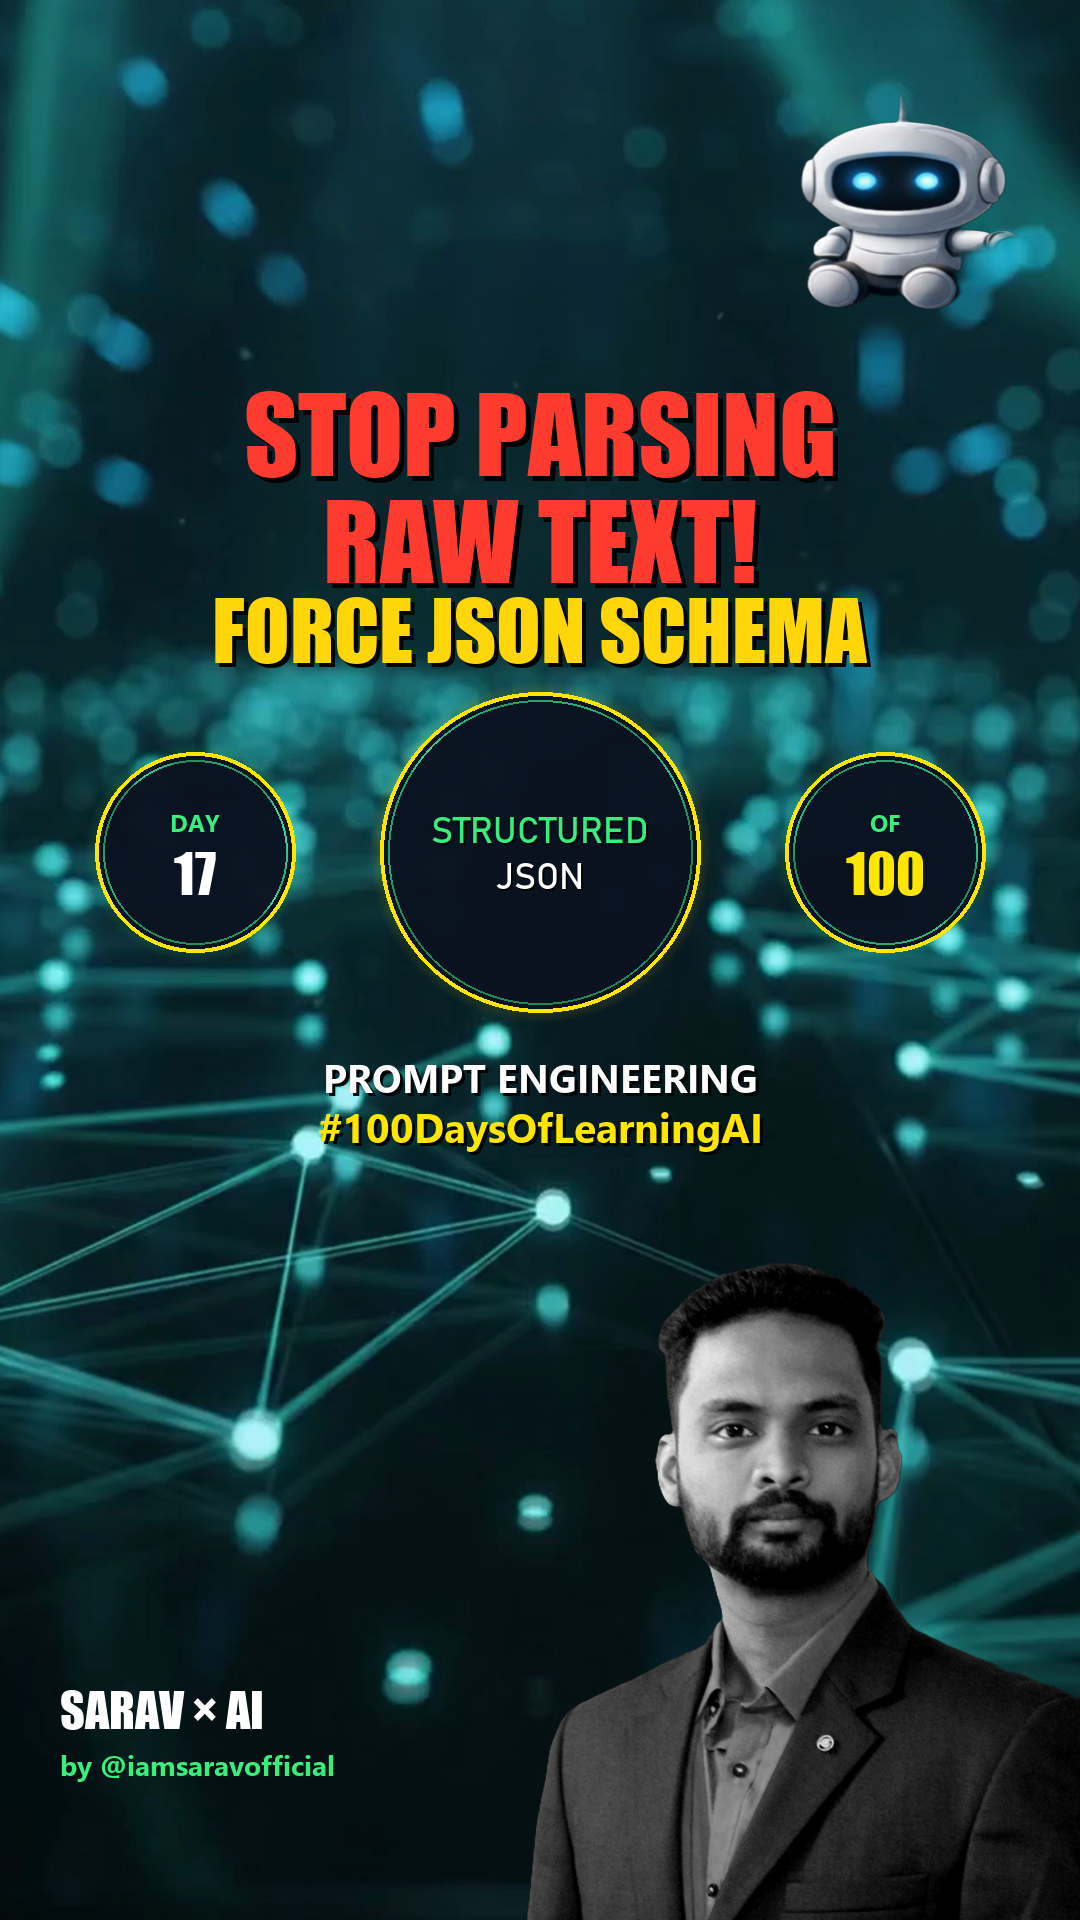 STOP PARSING
RAW TEXT!
FORCE JSON SCHEMA
DAY
17
STRUCTURED
JSON
OF
100
PROMPT ENGINEERING
#100DaysOfLearningAI
SARAV × AI
by @iamsaravofficial